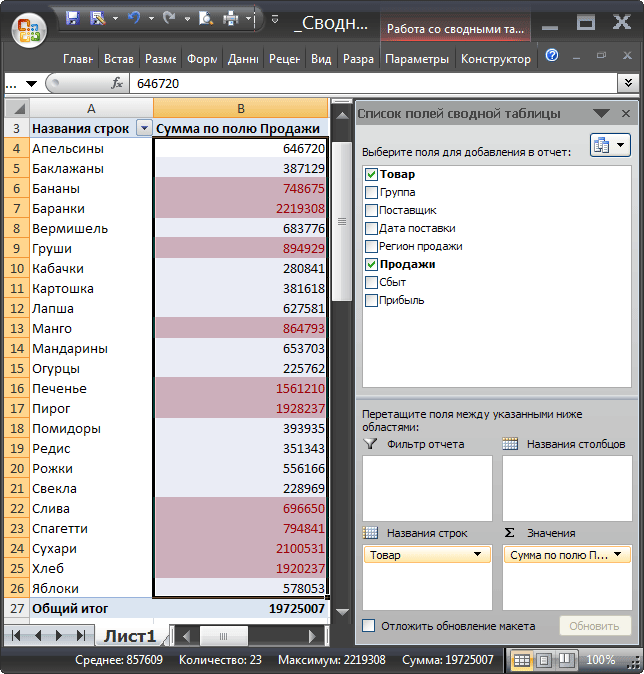 _Сводн...
Работа со сводными та...
Главн Встав Разме Форм Даннı Рецен Вид Разра Параметры Конструктор
... fx 646720
A B
3 Названия строк Сумма по полю Продажи
4 Апельсины 646720
5 Баклажаны 387129
6 Бананы 748675
7 Баранки 2219308
8 Вермишель 683776
9 Груши 894929
10 Кабачки 280841
11 Картошка 381618
12 Лапша 627581
13 Манго 864793
14 Мандарины 653703
15 Огурцы 225762
16 Печенье 1561210
17 Пирог 1928237
18 Помидоры 393935
19 Редис 351343
20 Рожки 556166
21 Свекла 228969
22 Слива 696650
23 Спагетти 794841
24 Сухари 2100531
25 Хлеб 1920237
26 Яблоки 578053
27 Общий итог 19725007
Лист1
Список полей сводной таблицы
Выберите поля для добавления в отчет:
Товар
Группа
Поставщик
Дата поставки
Регион продажи
Продажи
Сбыт
Прибыль
Перетащите поля между указанными ниже
областями:
Фильтр отчета
Названия столбцов
Названия строк
Σ Значения
Товар
Сумма по полю П...
Отложить обновление макета
Обновить
Среднее: 857609 Количество: 23 Максимум: 2219308 Сумма: 19725007 100%